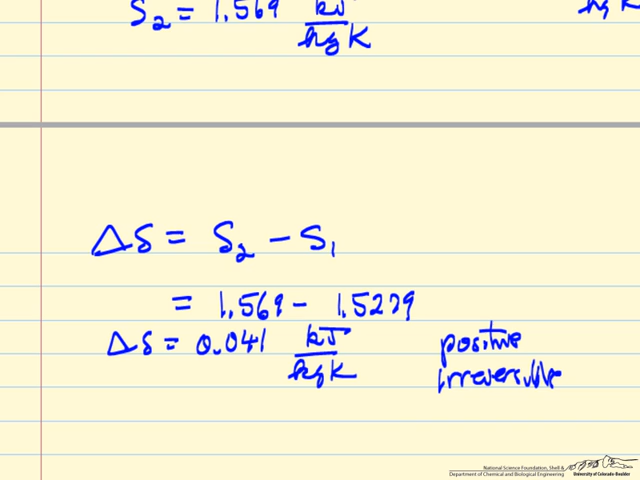 S₂ = 1.569 kJ/kgK kg K
ΔS = S₂ - S₁
= 1.569 - 1.5279
ΔS = 0.041 kJ/kgK positive
irreversible
National Science Foundation, Shell &
Department of Chemical and Biological Engineering University of Colorado Boulder